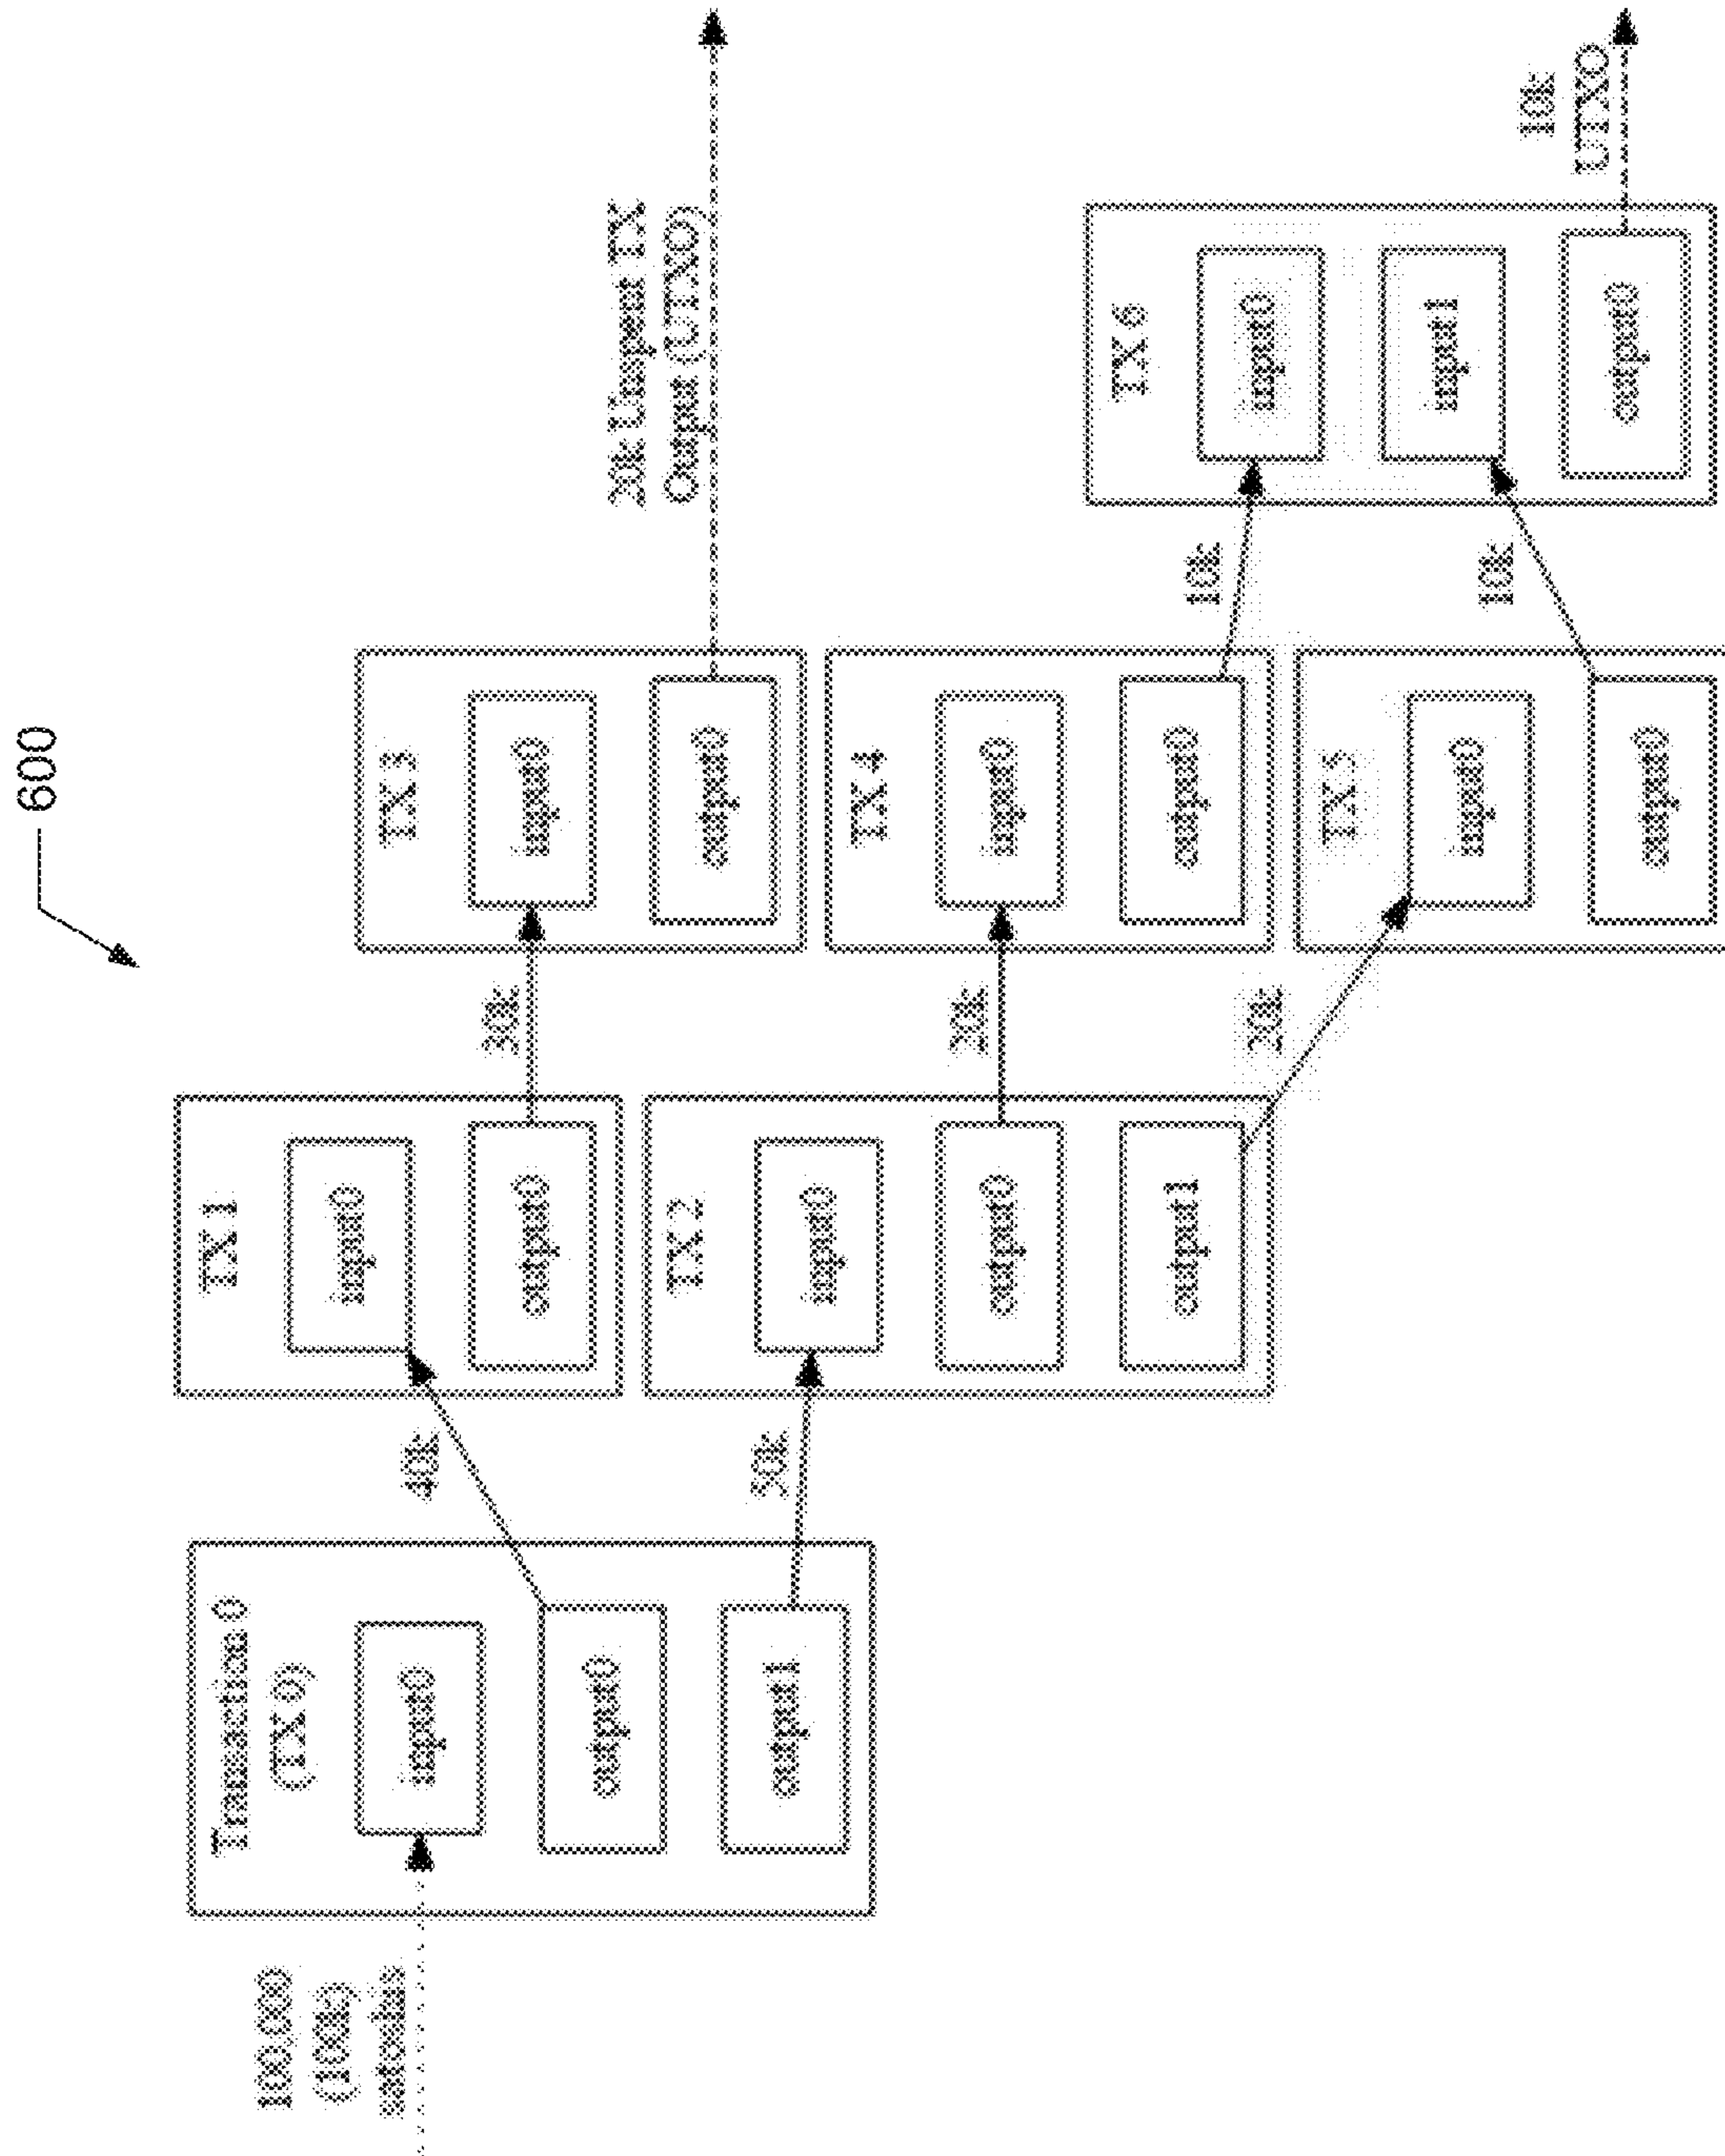 600
100,000
(100k)
satoshis
Transaction 0
(TX 0)
input0
output0
output1
40k
50k
TX 1
input0
output0
TX 2
input0
output0
output1
30k
20k
20k
TX 3
input0
output0
TX 4
input0
output0
TX 5
input0
output0
20k Unspent TX
Output (UTXO)
10k
10k
TX 6
input0
input1
output0
10k
UTXO